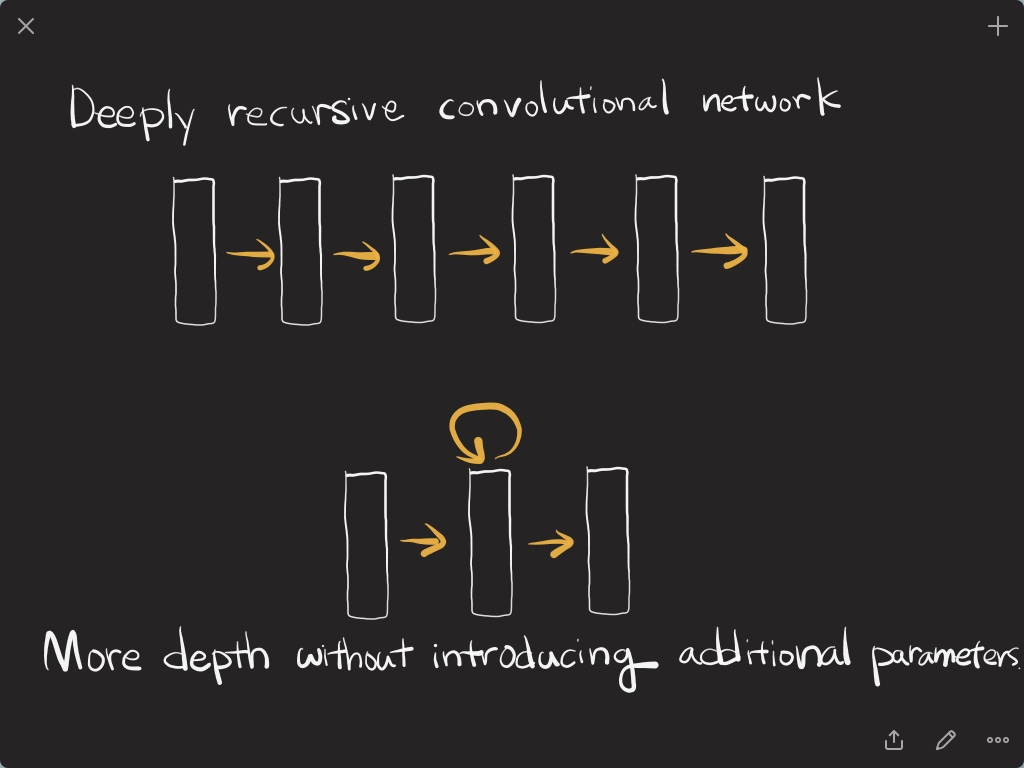 Deeply recursive convolutional network
More depth without introducing additional parameters.